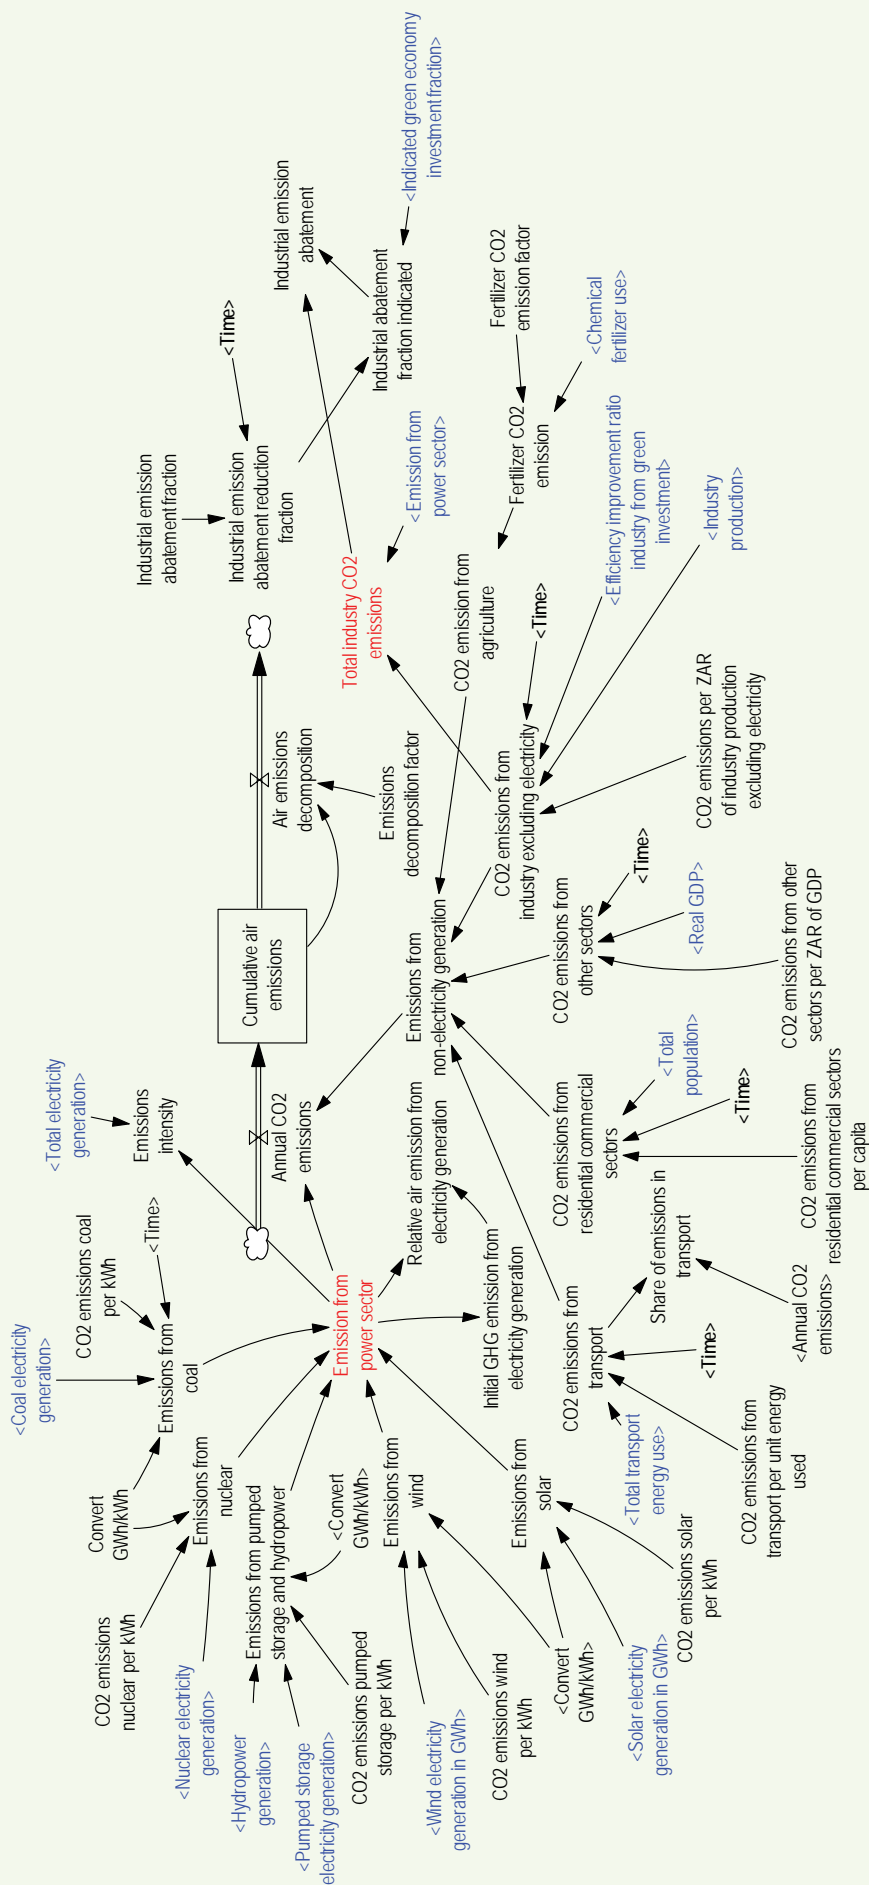 <Coal electricity
generation>
CO2 emissions coal
per kWh
<Time>
<Total electricity
generation>
Emissions
intensity
Convert
GWh/kWh
Emissions from
coal
CO2 emissions
nuclear per kWh
Emissions from
nuclear
<Nuclear electricity
generation>
<Hydropower
generation>
Emissions from pumped
storage and hydropower
<Pumped storage
electricity generation>
CO2 emissions pumped
storage per kWh
<Convert
GWh/kWh>
Emissions from
wind
<Wind electricity
generation in GWh>
CO2 emissions wind
per kWh
<Convert
GWh/kWh>
Emissions from
solar
<Solar electricity
generation in GWh>
CO2 emissions solar
per kWh
Emission from
power sector
Annual CO2
emissions
Cumulative air
emissions
Air emissions
decomposition
Emissions
decomposition factor
Relative air emission from
electricity generation
Initial GHG emission from
electricity generation
Emissions from
non-electricity generation
CO2 emissions from
transport
<Total transport
energy use>
CO2 emissions from
transport per unit energy
used
<Time>
Share of emissions in
transport
<Annual CO2
emissions>
CO2 emissions from
residential commercial
sectors
<Total
population>
<Time>
CO2 emissions from
residential commercial sectors
per capita
CO2 emissions from
other sectors
<Time>
<Real GDP>
CO2 emissions from other
sectors per ZAR of GDP
CO2 emissions from
industry excluding electricity
<Time>
<Efficiency improvement ratio
industry from green
investment>
<Industry
production>
CO2 emissions per ZAR
of industry production
excluding electricity
CO2 emission from
agriculture
Fertilizer CO2
emission
Fertilizer CO2
emission factor
<Chemical
fertilizer use>
Total industry CO2
emissions
<Emission from
power sector>
Industrial emission
abatement fraction
<Time>
Industrial emission
abatement reduction
fraction
Industrial abatement
fraction indicated
Industrial emission
abatement
<Indicated green economy
investment fraction>